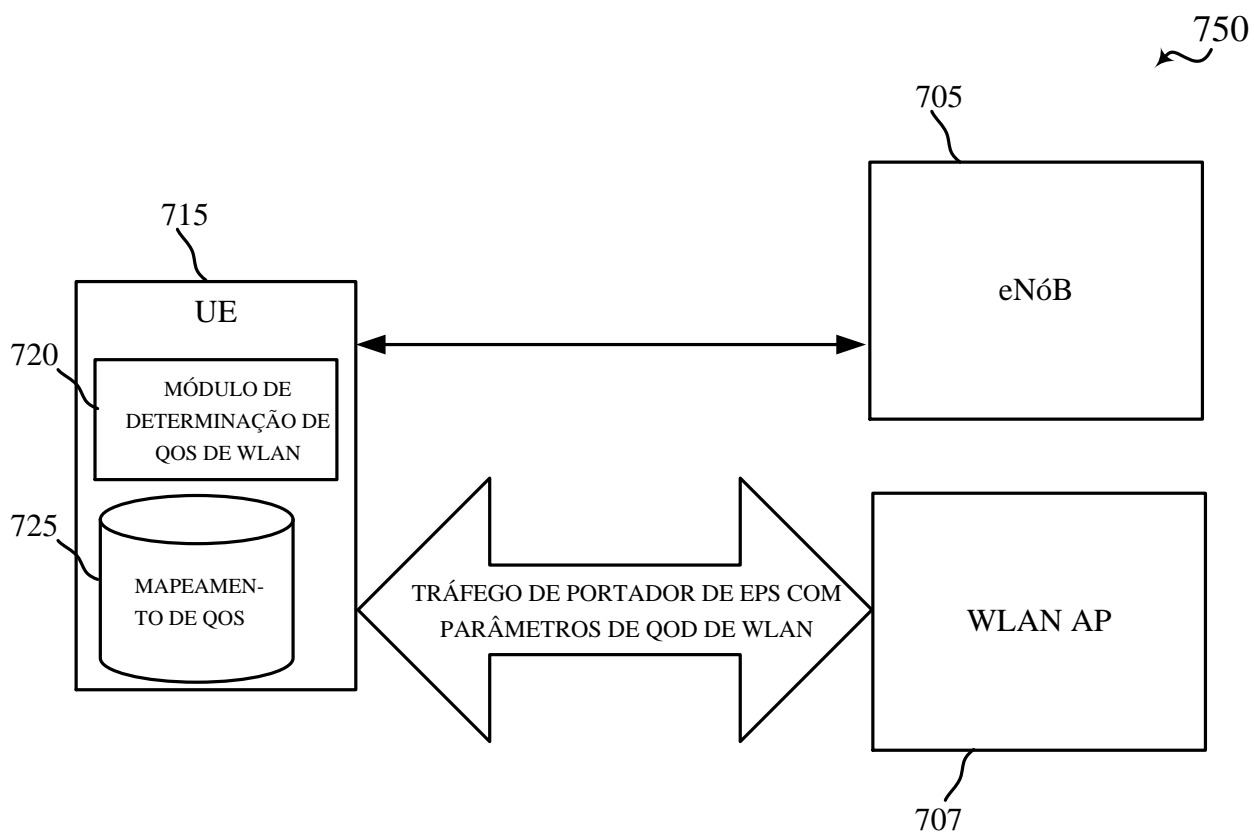 750
705
715
eNóB
UE
720
MÓDULO DE
DETERMINAÇÃO DE
QOS DE WLAN
725
MAPEAMEN-
TO DE QOS
TRÁFEGO DE PORTADOR DE EPS COM
PARÂMETROS DE QOD DE WLAN
WLAN AP
707